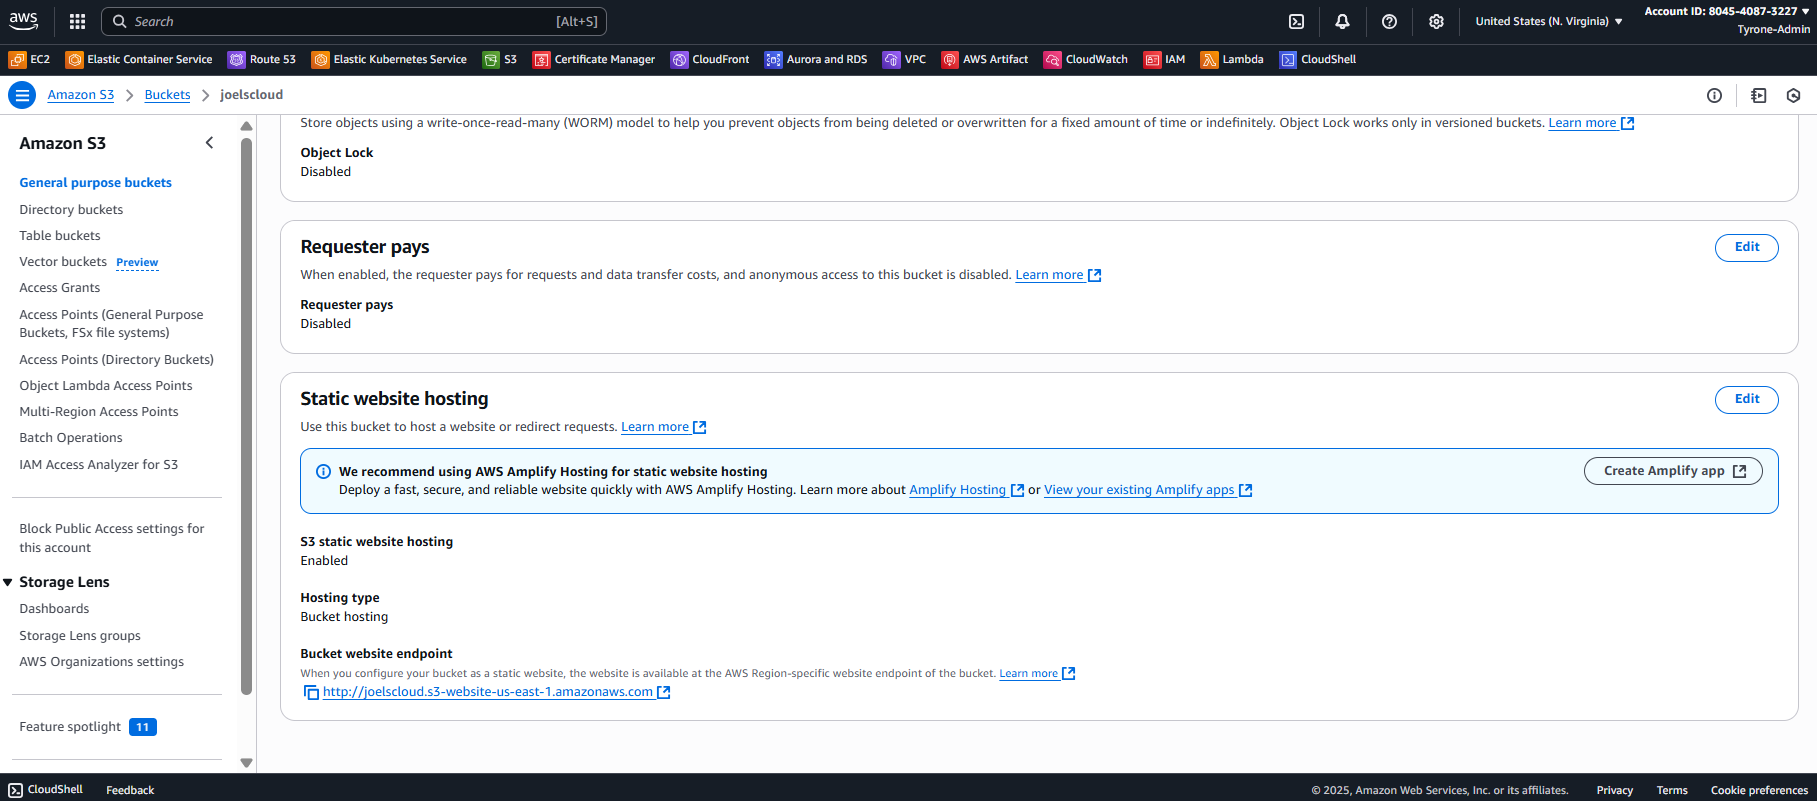 aws
Search
[Alt+S]
United States (N. Virginia)
Account ID: 8045-4087-3227
Tyrone-Admin
EC2
Elastic Container Service
Route 53
Elastic Kubernetes Service
S3
Certificate Manager
CloudFront
Aurora and RDS
VPC
AWS Artifact
CloudWatch
IAM
Lambda
CloudShell
Amazon S3
Buckets
joelscloud
Amazon S3
General purpose buckets
Directory buckets
Table buckets
Vector buckets Preview
Access Grants
Access Points (General Purpose
Buckets, FSx file systems)
Access Points (Directory Buckets)
Object Lambda Access Points
Multi-Region Access Points
Batch Operations
IAM Access Analyzer for S3
Block Public Access settings for
this account
Storage Lens
Dashboards
Storage Lens groups
AWS Organizations settings
Feature spotlight 11
Store objects using a write-once-read-many (WORM) model to help you prevent objects from being deleted or overwritten for a fixed amount of time or indefinitely. Object Lock works only in versioned buckets. Learn more
Object Lock
Disabled
Requester pays
Edit
When enabled, the requester pays for requests and data transfer costs, and anonymous access to this bucket is disabled. Learn more
Requester pays
Disabled
Static website hosting
Edit
Use this bucket to host a website or redirect requests. Learn more
We recommend using AWS Amplify Hosting for static website hosting
Deploy a fast, secure, and reliable website quickly with AWS Amplify Hosting. Learn more about Amplify Hosting or View your existing Amplify apps
Create Amplify app
S3 static website hosting
Enabled
Hosting type
Bucket hosting
Bucket website endpoint
When you configure your bucket as a static website, the website is available at the AWS Region-specific website endpoint of the bucket. Learn more
http://joelscloud.s3-website-us-east-1.amazonaws.com
CloudShell
Feedback
© 2025, Amazon Web Services, Inc. or its affiliates.
Privacy
Terms
Cookie preferences